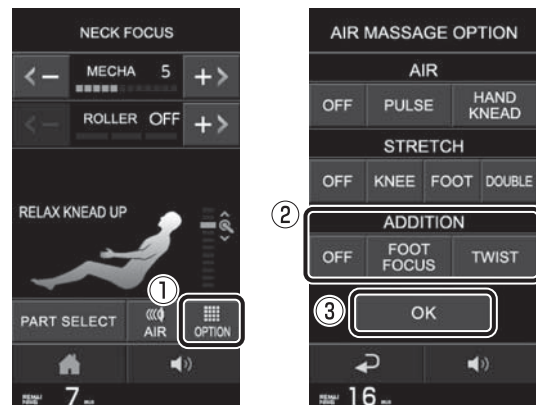 NECK FOCUS
MECHA 5
ROLLER OFF
RELAX KNEAD UP
①
PART SELECT AIR OPTION
7
AIR MASSAGE OPTION
AIR
OFF PULSE HAND KNEAD
STRETCH
OFF KNEE FOOT DOUBLE
②
ADDITION
OFF FOOT FOCUS TWIST
③ OK
16